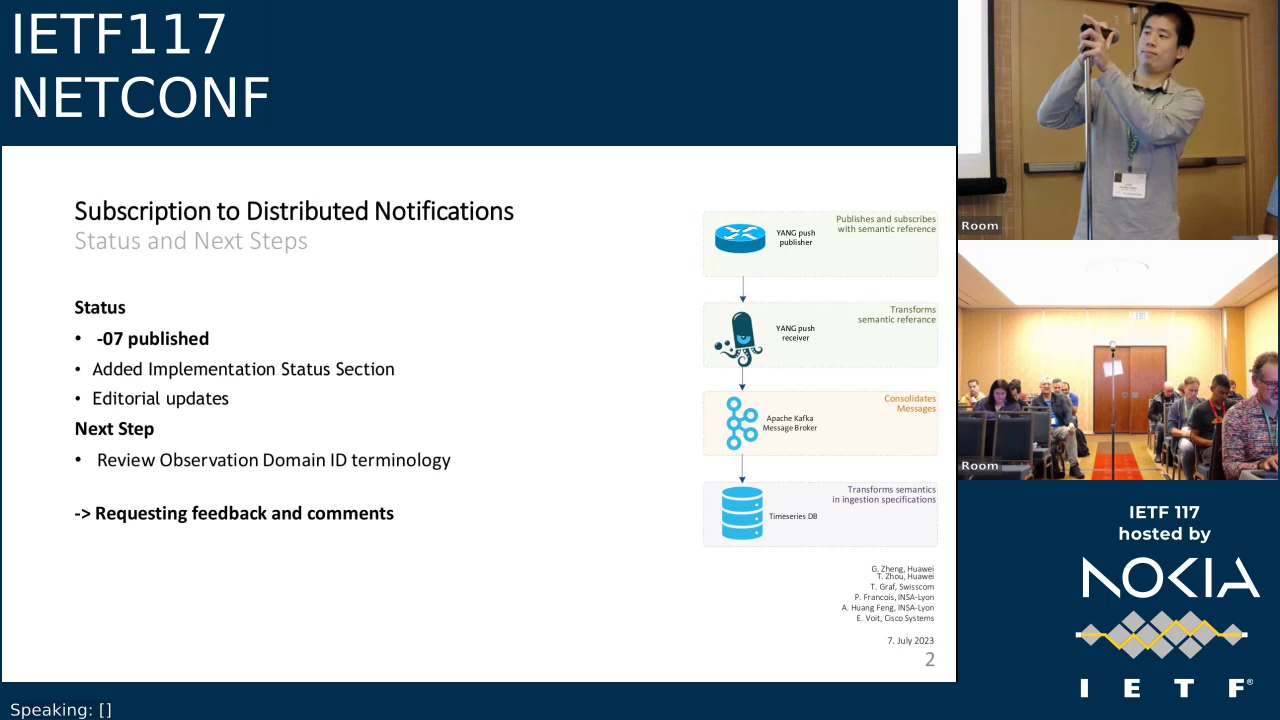 IETF117
NETCONF
Subscription to Distributed Notifications
Status and Next Steps
Status
• -07 published
• Added Implementation Status Section
• Editorial updates
Next Step
• Review Observation Domain ID terminology
-> Requesting feedback and comments
Publishes and subscribes
with semantic reference
YANG push
publisher
Transforms
semantic referance
YANG push
receiver
Consolidates
Messages
Apache Kafka
Message Broker
Transforms semantics
in ingestion specifications
Timeseries DB
G. Zheng, Huawei
T. Zhou, Huawei
T. Graf, Swisscom
P. Francois, INSA-Lyon
A. Huang Feng, INSA-Lyon
E. Voit, Cisco Systems
7. July 2023
2
Room
Room
IETF 117
hosted by
NOKIA
I E T F®
Speaking: []